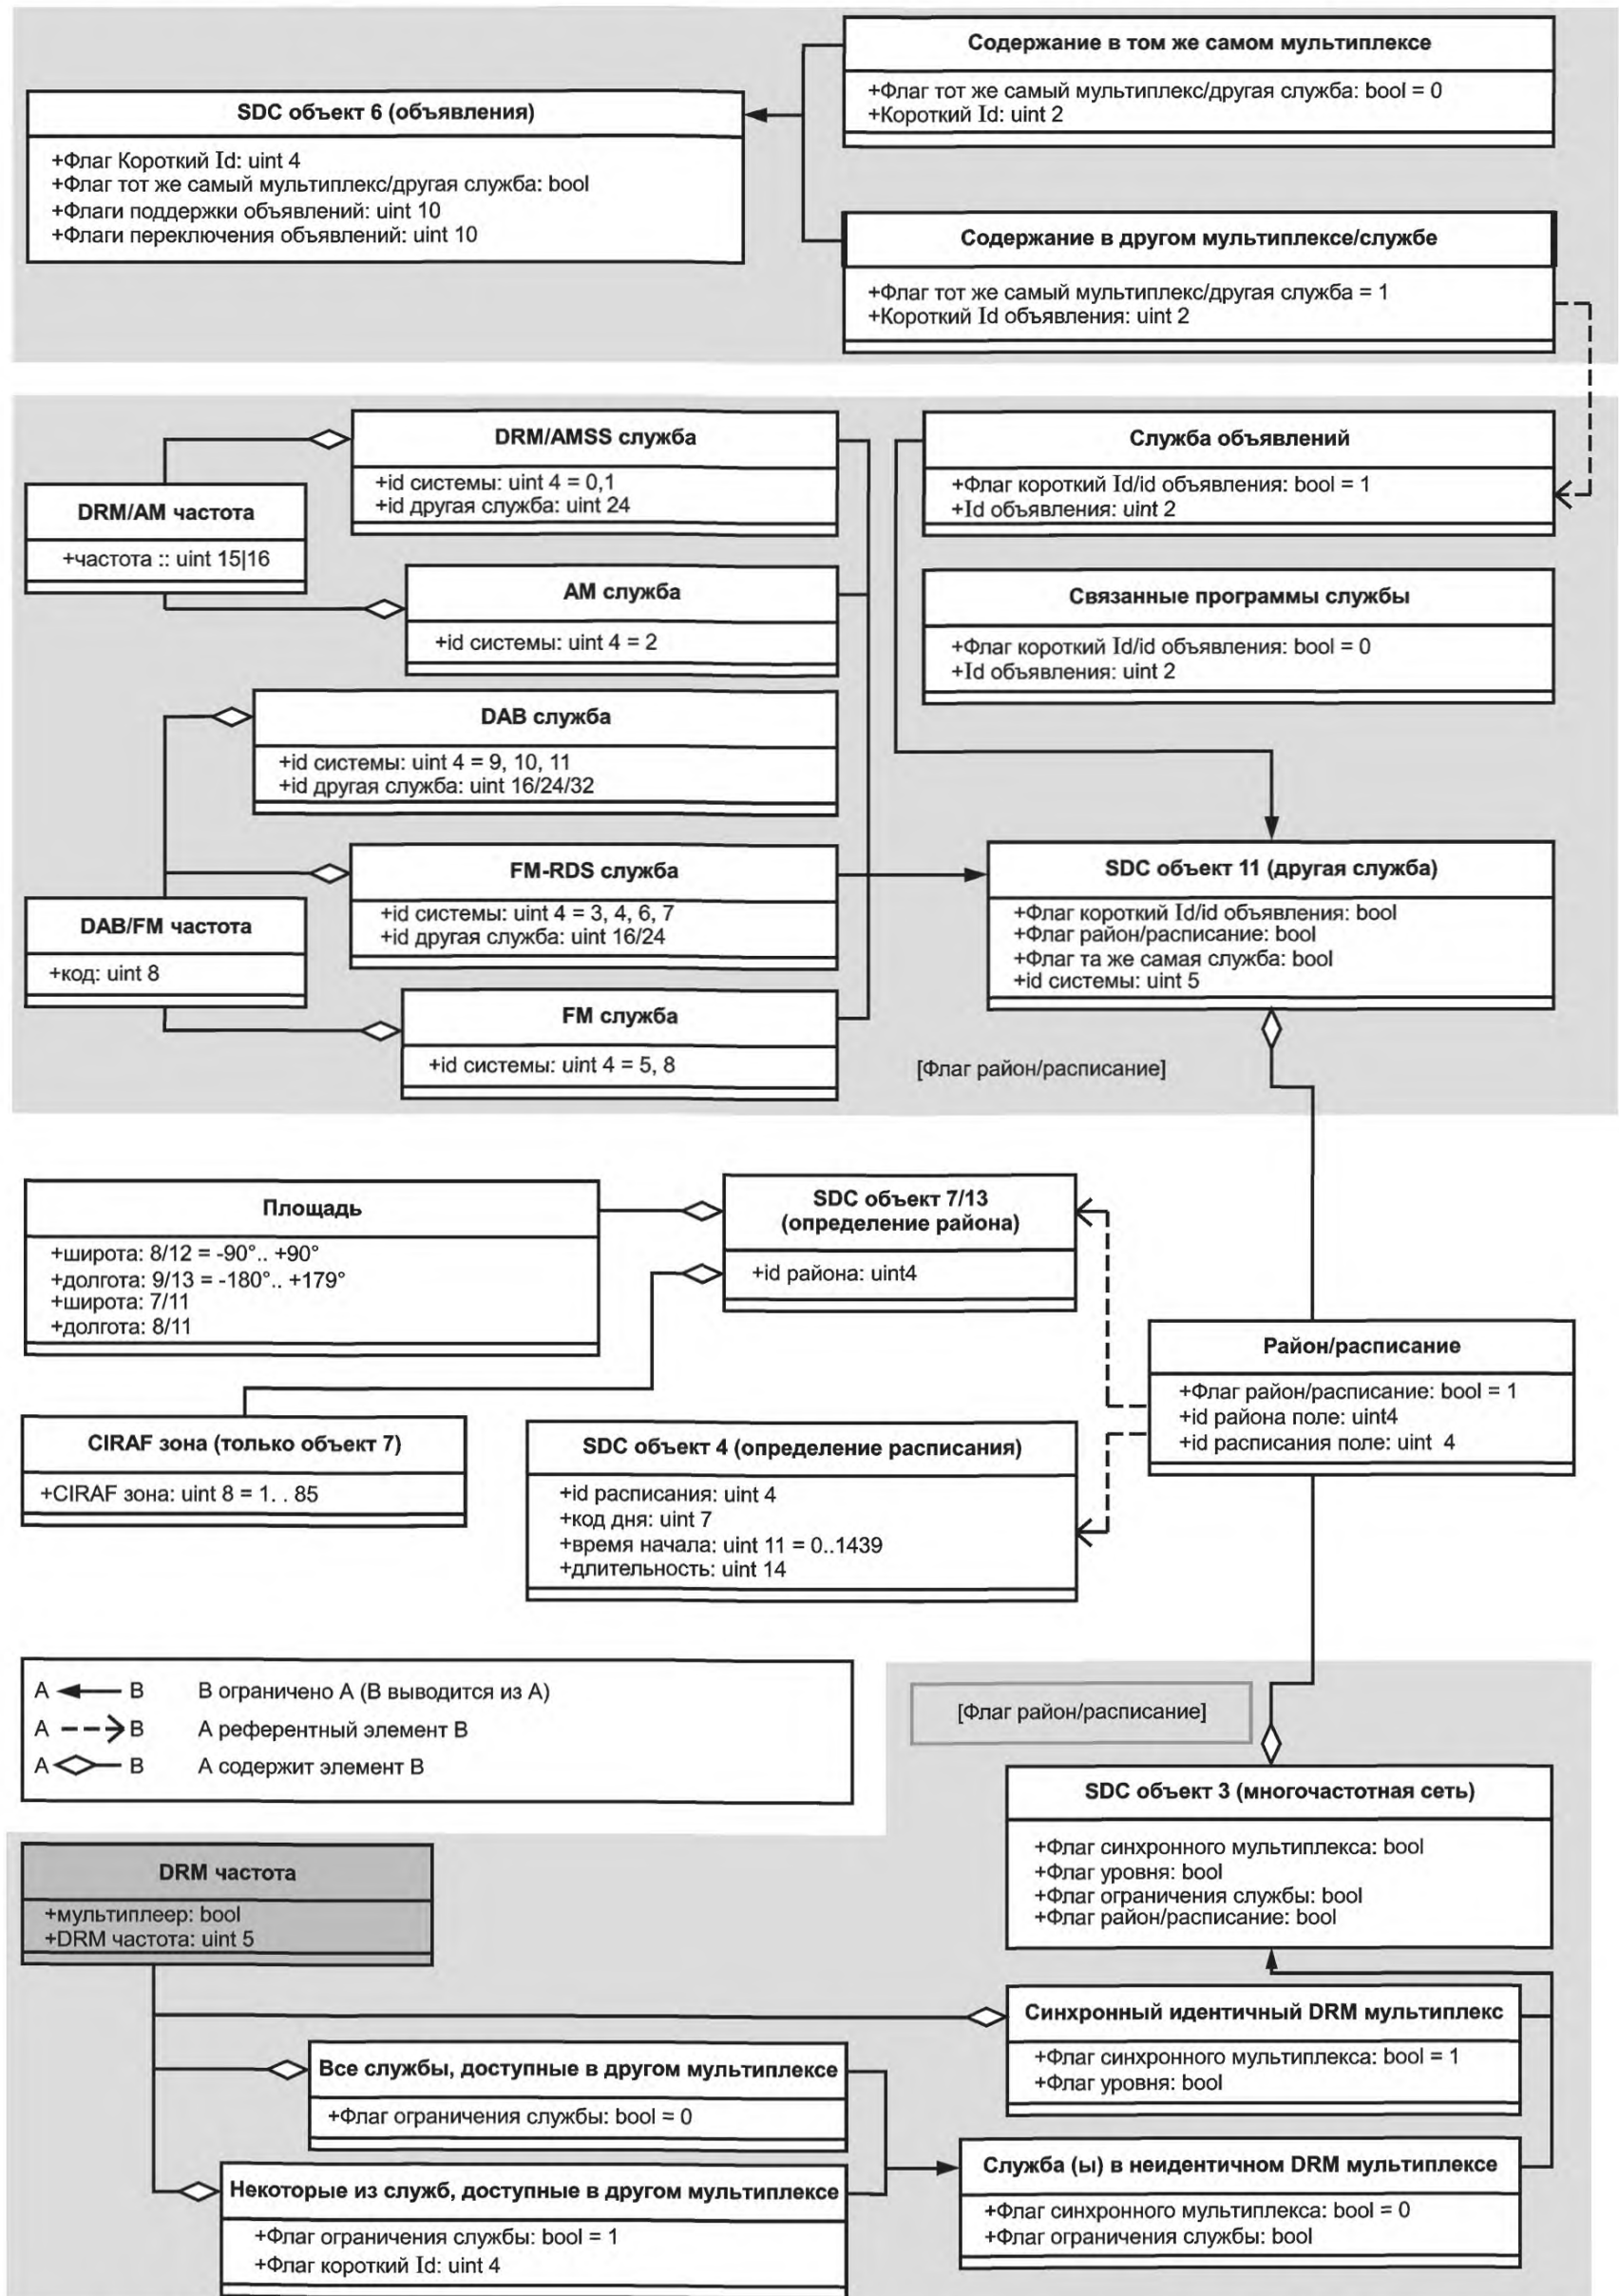 Содержание в том же самом мультиплексе
+Флаг тот же самый мультиплекс/другая служба: bool = 0
+Короткий Id: uint 2
SDC объект 6 (объявления)
+Флаг Короткий Id: uint 4
+Флаг тот же самый мультиплекс/другая служба: bool
+Флаги поддержки объявлений: uint 10
+Флаги переключения объявлений: uint 10
Содержание в другом мультиплексе/службе
+Флаг тот же самый мультиплекс/другая служба = 1
+Короткий Id объявления: uint 2
DRM/AMSS служба
+id системы: uint 4 = 0,1
+id другая служба: uint 24
Служба объявлений
+Флаг короткий Id/id объявления: bool = 1
+Id объявления: uint 2
DRM/AM частота
+частота :: uint 15|16
AM служба
+id системы: uint 4 = 2
Связанные программы службы
+Флаг короткий Id/id объявления: bool = 0
+Id объявления: uint 2
DAB служба
+id системы: uint 4 = 9, 10, 11
+id другая служба: uint 16/24/32
FM-RDS служба
+id системы: uint 4 = 3, 4, 6, 7
+id другая служба: uint 16/24
SDC объект 11 (другая служба)
+Флаг короткий Id/id объявления: bool
+Флаг район/расписание: bool
+Флаг та же самая служба: bool
+id системы: uint 5
DAB/FM частота
+код: uint 8
FM служба
+id системы: uint 4 = 5, 8
[Флаг район/расписание]
Площадь
+широта: 8/12 = -90°.. +90°
+долгота: 9/13 = -180°.. +179°
+широта: 7/11
+долгота: 8/11
SDC объект 7/13
(определение района)
+id района: uint4
Район/расписание
+Флаг район/расписание: bool = 1
+id района поле: uint4
+id расписания поле: uint 4
CIRAF зона (только объект 7)
+CIRAF зона: uint 8 = 1. . 85
SDC объект 4 (определение расписания)
+id расписания: uint 4
+код дня: uint 7
+время начала: uint 11 = 0..1439
+длительность: uint 14
A B B ограничено A (B выводится из A)
A B A референтный элемент B
A B A содержит элемент B
[Флаг район/расписание]
SDC объект 3 (многочастотная сеть)
+Флаг синхронного мультиплекса: bool
+Флаг уровня: bool
+Флаг ограничения службы: bool
+Флаг район/расписание: bool
DRM частота
+мультиплеер: bool
+DRM частота: uint 5
Синхронный идентичный DRM мультиплекс
+Флаг синхронного мультиплекса: bool = 1
+Флаг уровня: bool
Все службы, доступные в другом мультиплексе
+Флаг ограничения службы: bool = 0
Служба (ы) в неидентичном DRM мультиплексе
+Флаг синхронного мультиплекса: bool = 0
+Флаг ограничения службы: bool
Некоторые из служб, доступные в другом мультиплексе
+Флаг ограничения службы: bool = 1
+Флаг короткий Id: uint 4